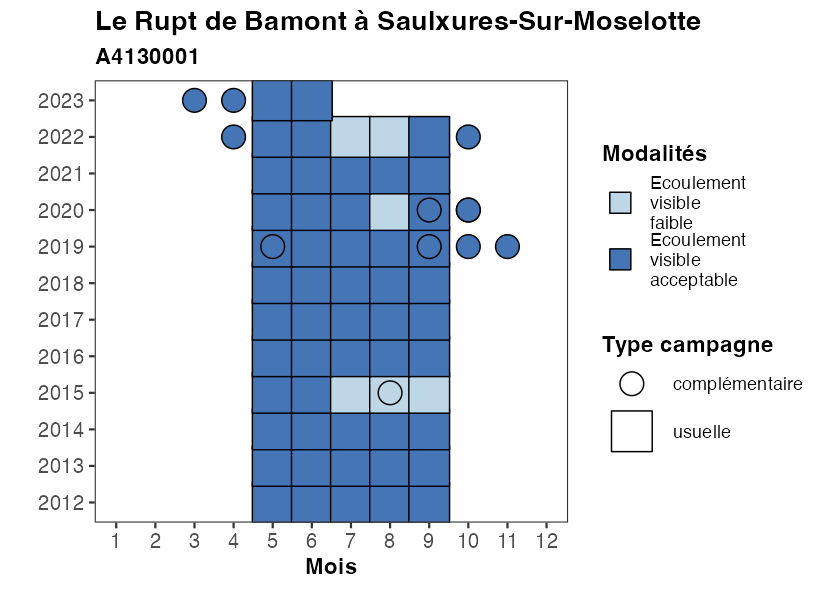 Le Rupt de Bamont à Saulxures-Sur-Moselotte
A4130001
2023
2022
2021
2020
2019
2018
2017
2016
2015
2014
2013
2012
1 2 3 4 5 6 7 8 9 10 11 12
Mois
Modalités
Ecoulement
visible
faible
Ecoulement
visible
acceptable
Type campagne
complémentaire
usuelle